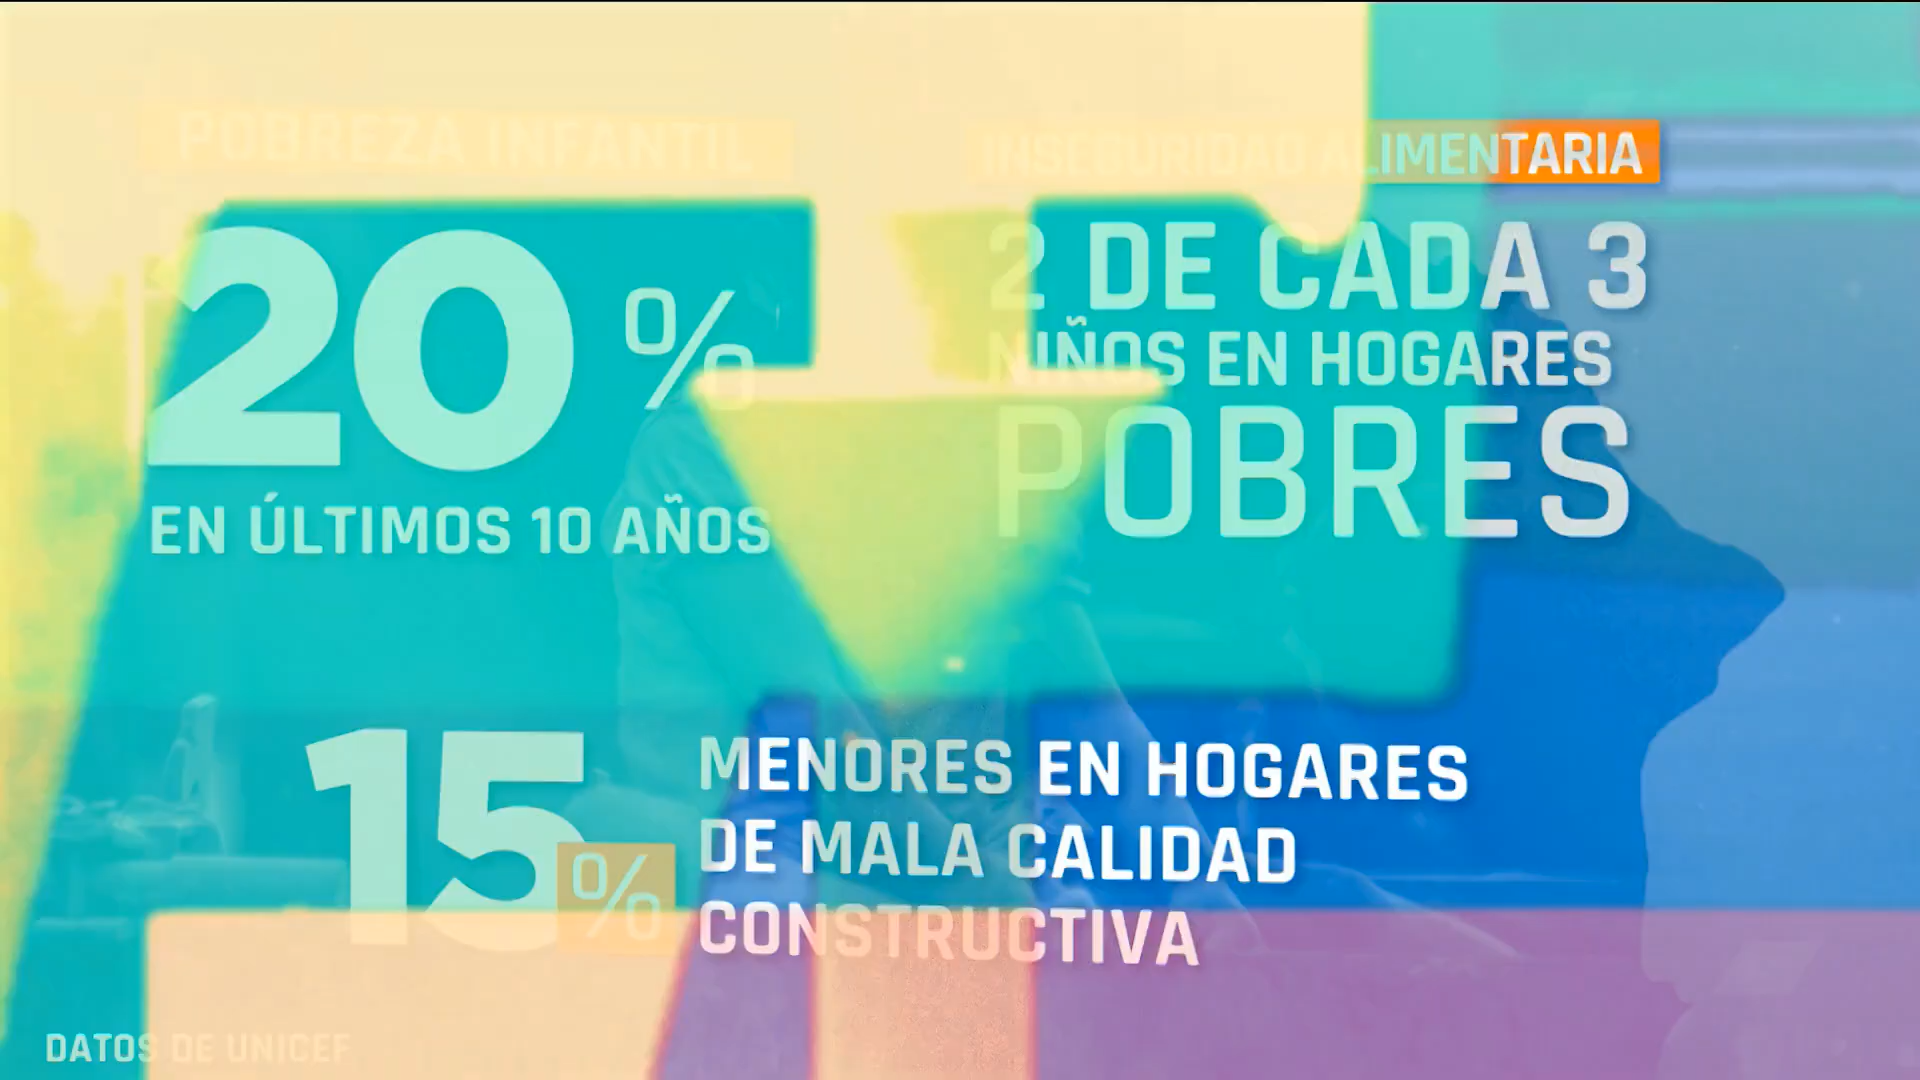 POBREZA INFANTIL
20 %
EN ÚLTIMOS 10 AÑOS
INSEGURIDAD ALIMENTARIA
2 DE CADA 3
NIÑOS EN HOGARES
POBRES
15%
MENORES EN HOGARES
DE MALA CALIDAD
CONSTRUCTIVA
DATOS DE UNICEF